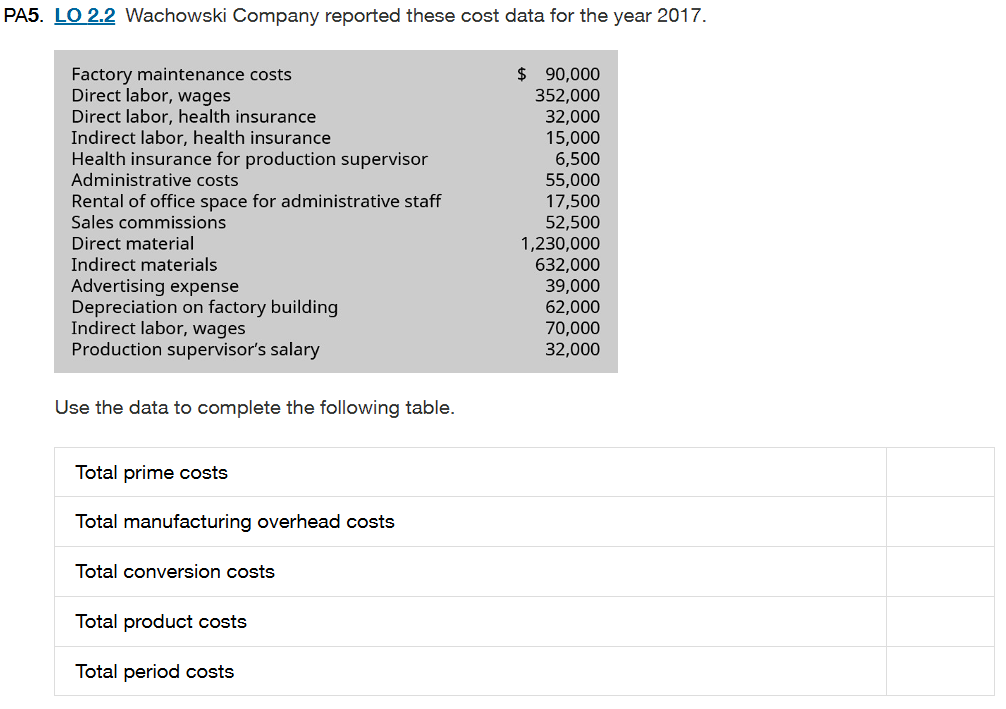 PA5. LO 2.2 Wachowski Company reported these cost data for the year 2017.
Factory maintenance costs $ 90,000
Direct labor, wages 352,000
Direct labor, health insurance 32,000
Indirect labor, health insurance 15,000
Health insurance for production supervisor 6,500
Administrative costs 55,000
Rental of office space for administrative staff 17,500
Sales commissions 52,500
Direct material 1,230,000
Indirect materials 632,000
Advertising expense 39,000
Depreciation on factory building 62,000
Indirect labor, wages 70,000
Production supervisor’s salary 32,000
Use the data to complete the following table.
Total prime costs
Total manufacturing overhead costs
Total conversion costs
Total product costs
Total period costs